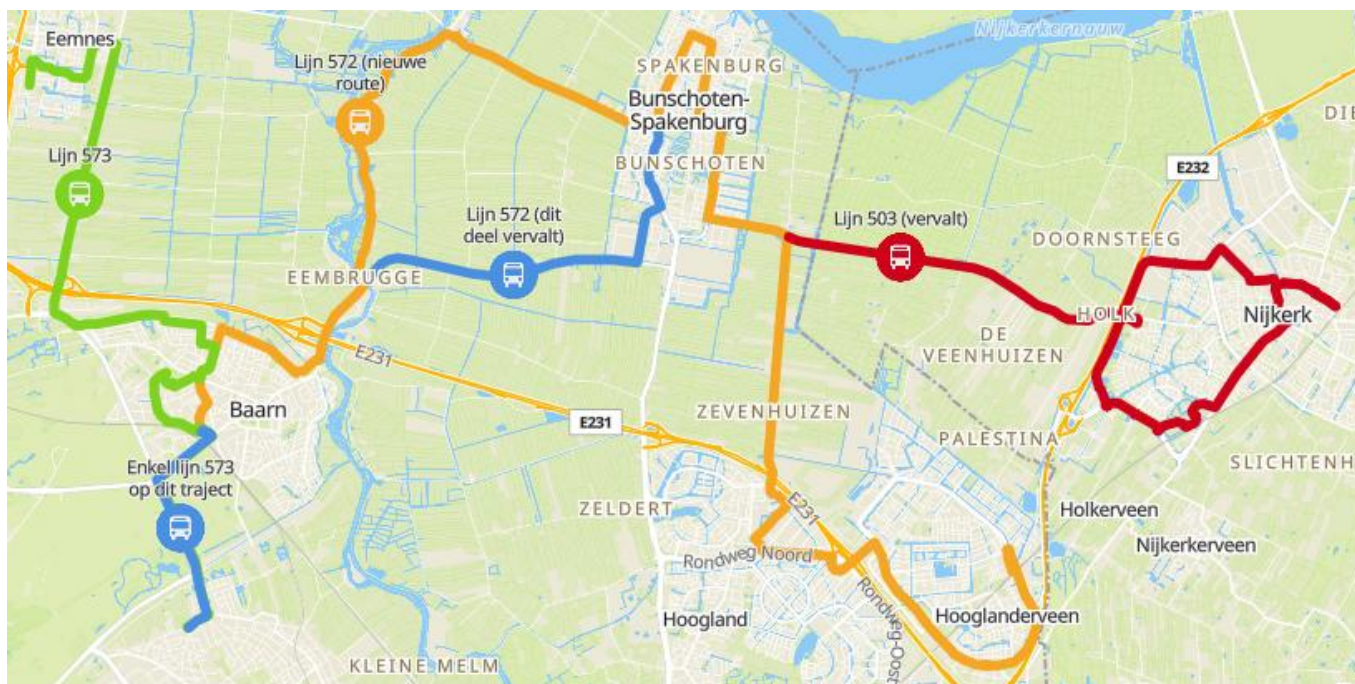 Eemnes
Nijkerkernauw
Lijn 572 (nieuwe
route)
SPAKENBURG
Bunschoten-
Spakenburg
DIE
Lijn 573
BUNSCHOTEN
E232
Lijn 572 (dit
deel vervalt)
Lijn 503 (vervalt)
DOORNSTEEG
EEMBRUGGE
HOLK
Nijkerk
DE
VEENHUIZEN
E231
Baarn
E231
ZEVENHUIZEN
PALESTINA
Enkel lijn 573
op dit traject
SLICHTENH
ZELDERT
E231
Holkerveen
Rondweg Noord
Nijkerkerveen
Hoogland
Rondweg-Oost
Hooglanderveen
KLEINE MELM